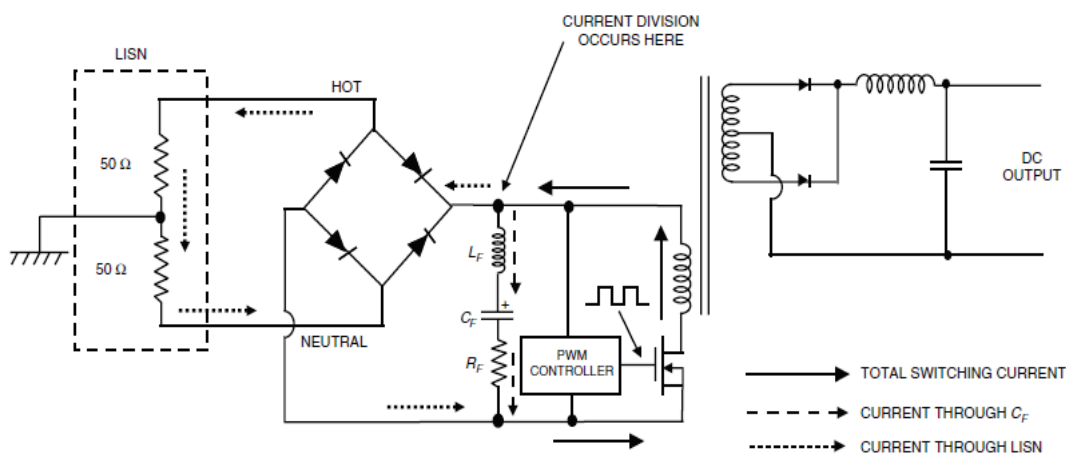 CURRENT DIVISION
OCCURS HERE
LISN
HOT
50 Ω
50 Ω
NEUTRAL
L_F
C_F
+
R_F
PWM
CONTROLLER
DC
OUTPUT
TOTAL SWITCHING CURRENT
CURRENT THROUGH C_F
CURRENT THROUGH LISN